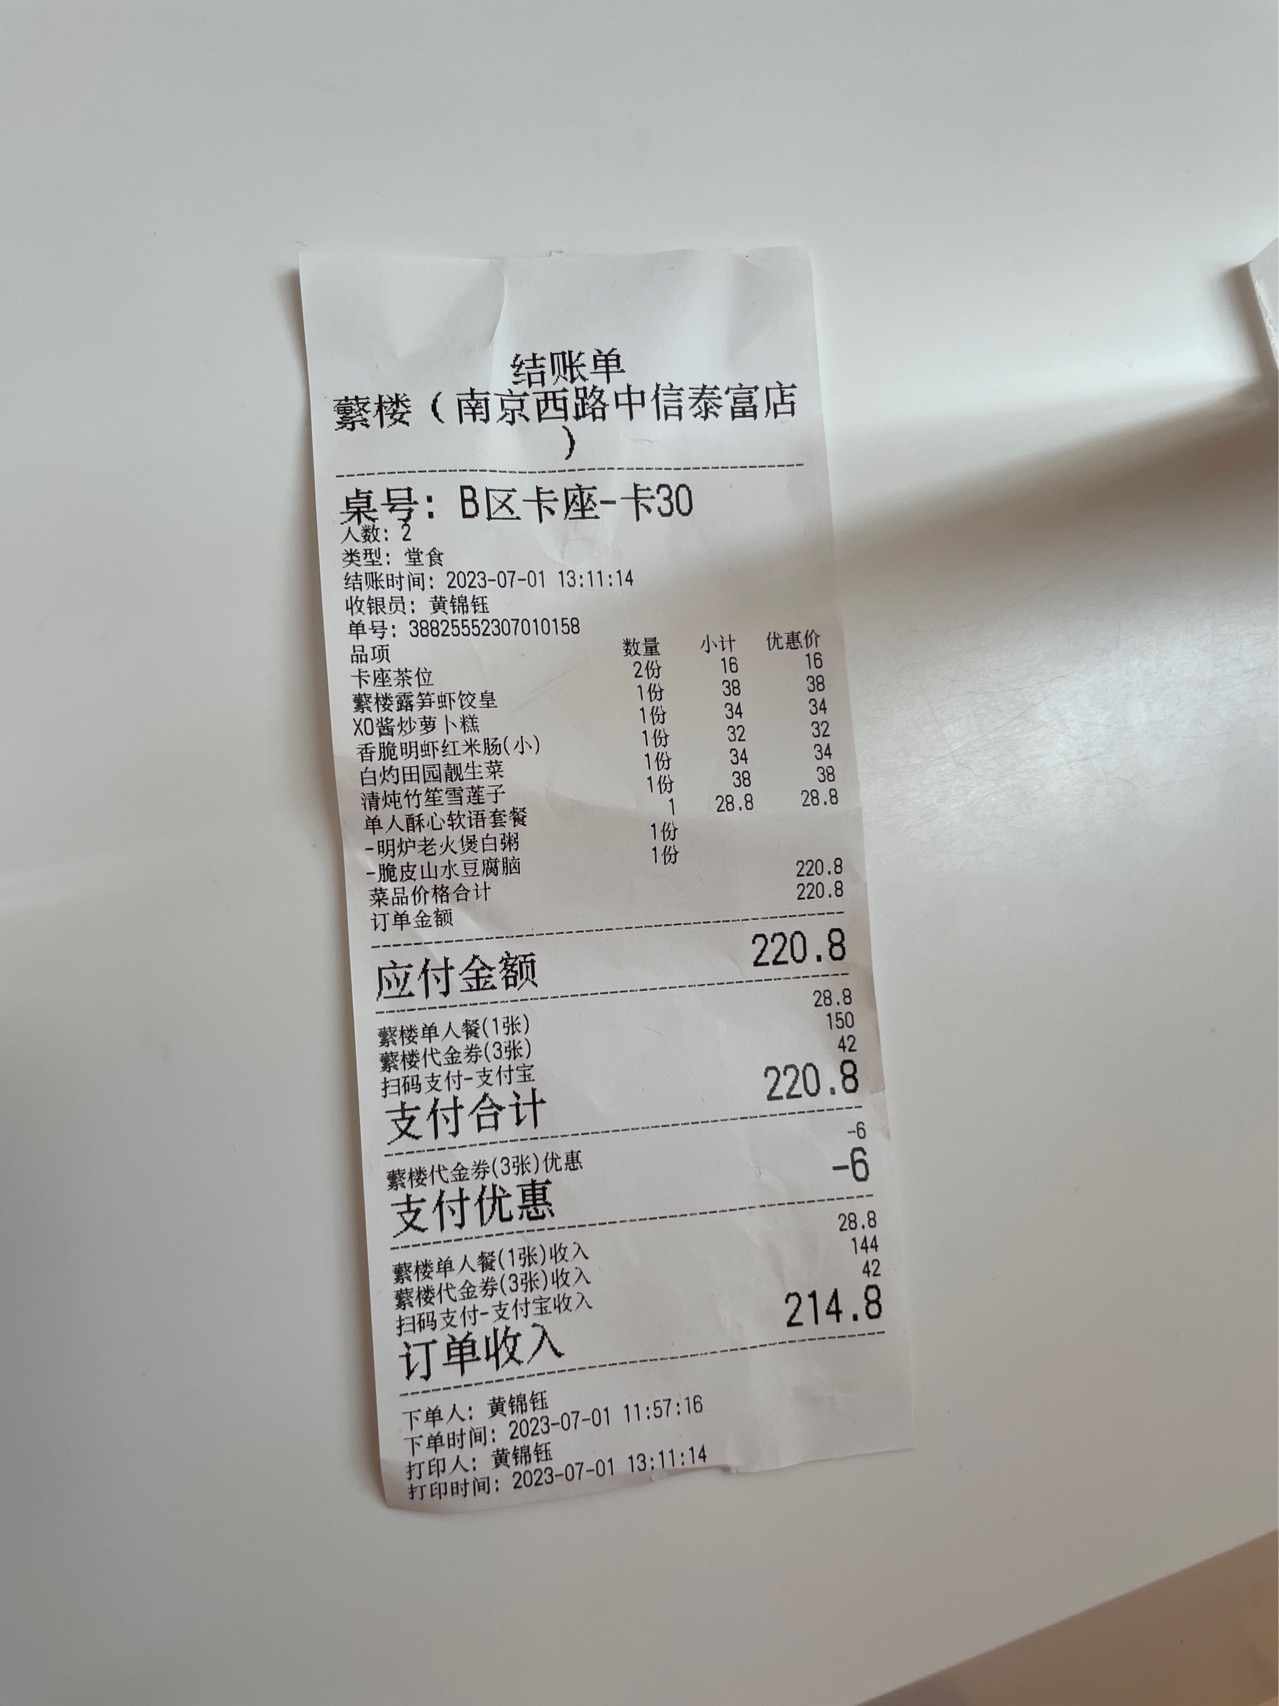 结账单
蘩楼（南京西路中信泰富店
）
桌号：B区卡座-卡30
人数：2
类型：堂食
结账时间：2023-07-01 13:11:14
收银员：黄锦钰
单号：388255552307010158
品项 数量 小计 优惠价
卡座茶位 2份 16 16
蘩楼露笋虾饺皇 1份 38 38
XO酱炒萝卜糕 1份 34 34
香脆明虾红米肠(小) 1份 32 32
白灼田园靓生菜 1份 34 34
清炖竹笙雪莲子 1份 38 38
单人酥心软语套餐 1 28.8 28.8
-明炉老火煲白粥 1份
-脆皮山水豆腐脑 1份
菜品价格合计 220.8
订单金额 220.8
应付金额 220.8
蘩楼单人餐(1张) 28.8
蘩楼代金券(3张) 150
扫码支付-支付宝 42
支付合计 220.8
蘩楼代金券(3张)优惠 -6
支付优惠 -6
蘩楼单人餐(1张)收入 28.8
蘩楼代金券(3张)收入 144
扫码支付-支付宝收入 42
订单收入 214.8
下单人：黄锦钰
下单时间：2023-07-01 11:57:16
打印人：黄锦钰
打印时间：2023-07-01 13:11:14